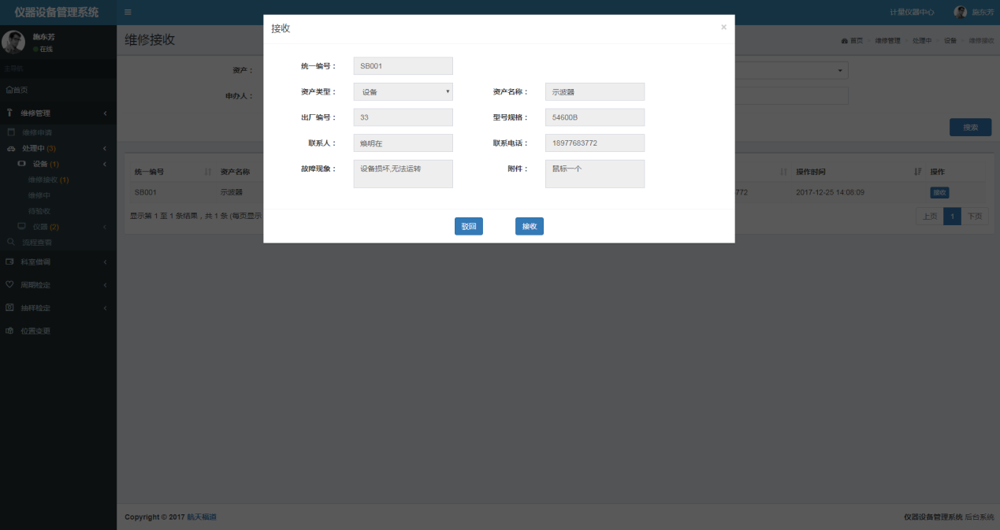 仪器设备管理系统
计量仪器中心
施东芳
施东芳
在线
主导航
首页
维修管理
维修申请
处理中 (3)
设备 (1)
维修接收 (1)
维修中
待验收
仪器 (2)
流程查看
科室借调
周期检定
抽样检定
位置变更
维修接收
首页 维修管理 处理中 设备 维修接收
资产：
申办人：
搜索
接收 ×
统一编号： SB001
资产类型： 设备 资产名称： 示波器
出厂编号： 33 型号规格： 54600B
联系人： 焕明在 联系电话： 18977683772
故障现象： 设备损坏,无法运转 附件： 鼠标一个
驳回 接收
统一编号 资产名称 操作时间 操作
SB001 示波器 772 2017-12-25 14:08:09 接收
显示第 1 至 1 条结果，共 1 条 (每页显示
上页 1 下页
Copyright © 2017 航天福道
仪器设备管理系统 后台系统